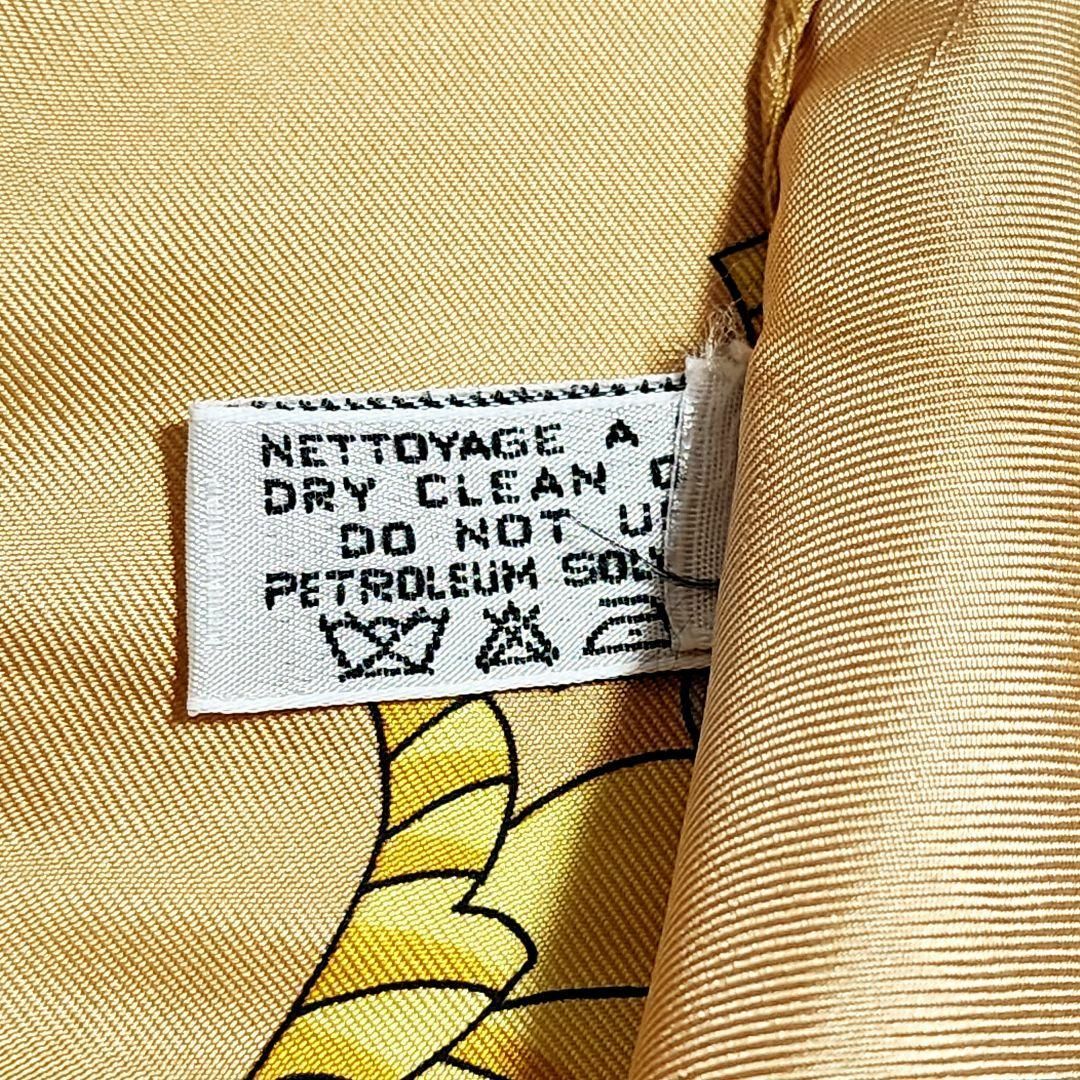 NETTOYAGE A
DRY CLEAN
DO NOT
PETROLEUM